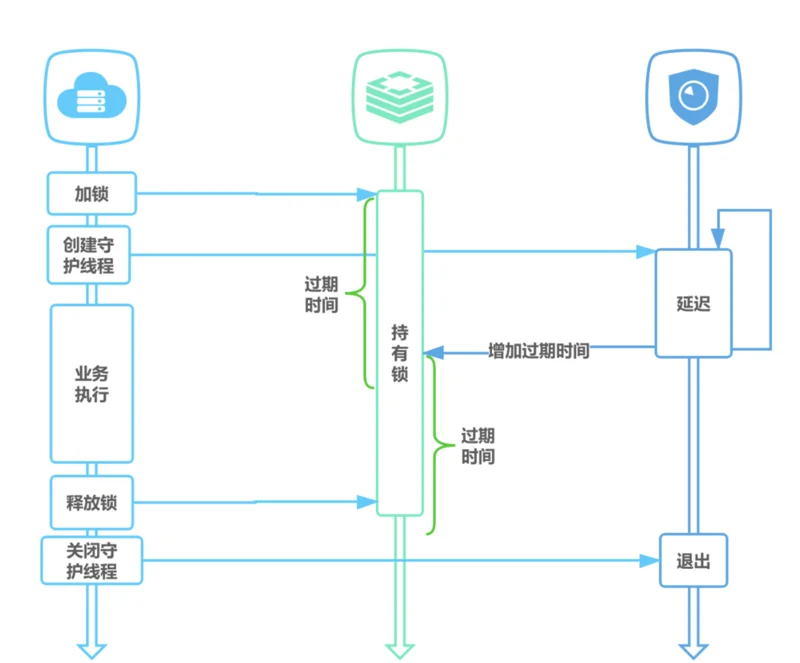 加锁
创建守
护线程
过期
时间
延迟
持
有
锁
增加过期时间
业务
执行
过期
时间
释放锁
关闭守
护线程
退出